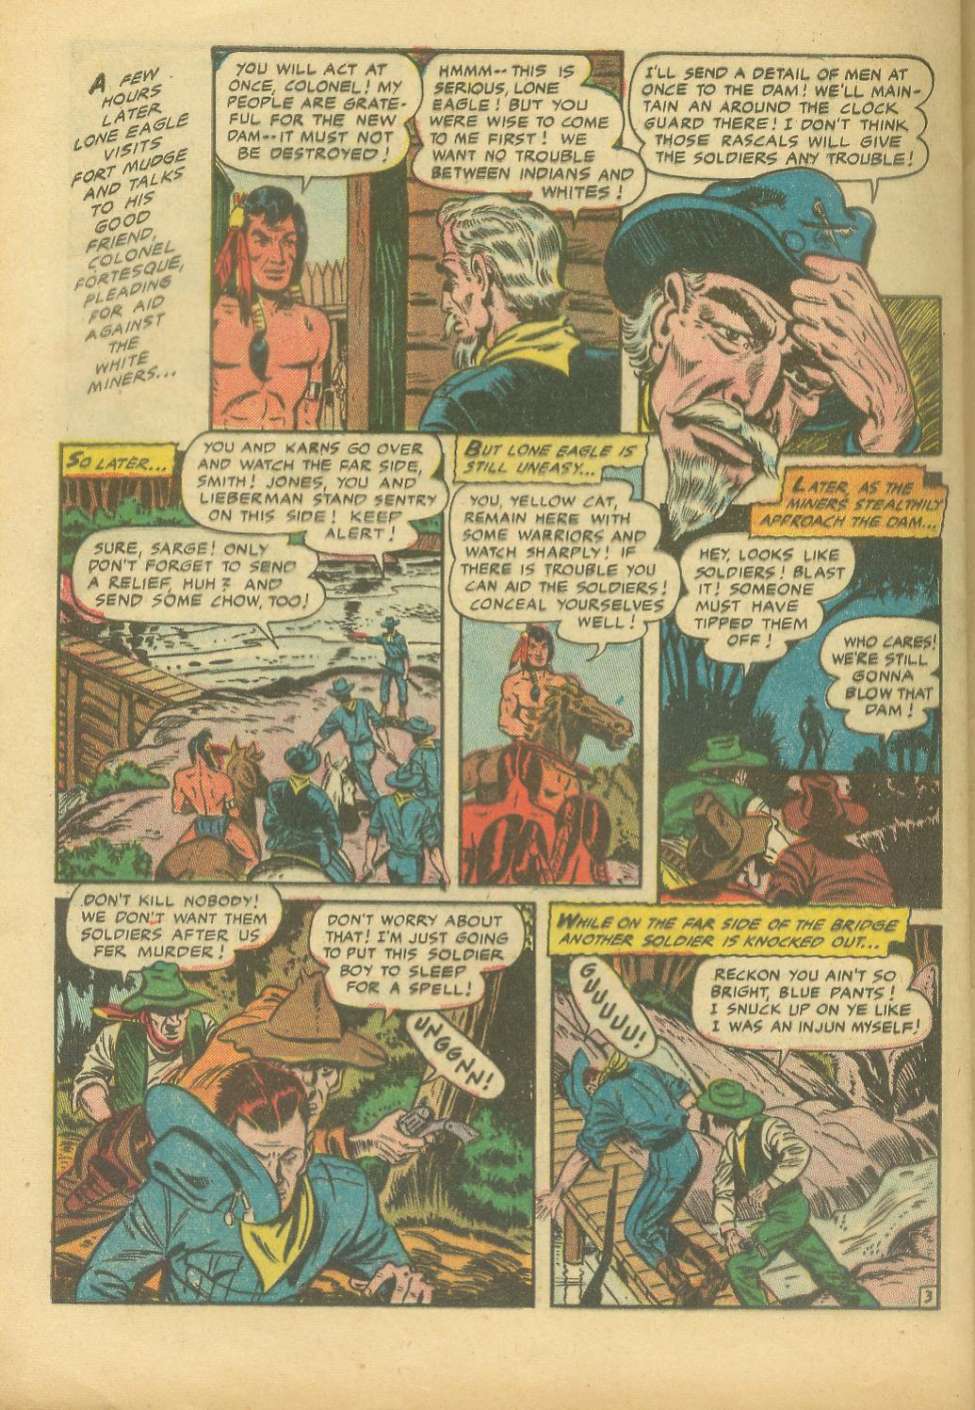 A FEW
HOURS
LATER
LONE EAGLE
VISITS
FORT MUDGE
AND TALKS
TO HIS
GOOD
FRIEND,
COLONEL
FORTESQUE,
PLEADING
FOR AID
AGAINST
THE
WHITE
MINERS...
YOU WILL ACT AT
ONCE, COLONEL! MY
PEOPLE ARE GRATE-
FUL FOR THE NEW
DAM--IT MUST NOT
BE DESTROYED!
HMMM--THIS IS
SERIOUS, LONE
EAGLE! BUT YOU
WERE WISE TO COME
TO ME FIRST! WE
WANT NO TROUBLE
BETWEEN INDIANS AND
WHITES!
I'LL SEND A DETAIL OF MEN AT
ONCE TO THE DAM! WE'LL MAIN-
TAIN AN AROUND THE CLOCK
GUARD THERE! I DON'T THINK
THOSE RASCALS WILL GIVE
THE SOLDIERS ANY TROUBLE!
SO LATER...
YOU AND KARNS GO OVER
AND WATCH THE FAR SIDE,
SMITH! JONES, YOU AND
LIEBERMAN STAND SENTRY
ON THIS SIDE! KEEP
ALERT!
SURE, SARGE! ONLY
DON'T FORGET TO SEND
A RELIEF, HUH? AND
SEND SOME CHOW, TOO!
BUT LONE EAGLE IS
STILL UNEASY...
YOU, YELLOW CAT,
REMAIN HERE WITH
SOME WARRIORS AND
WATCH SHARPLY! IF
THERE IS TROUBLE YOU
CAN AID THE SOLDIERS!
CONCEAL YOURSELVES
WELL!
LATER, AS THE
MINERS STEALTHILY
APPROACH THE DAM...
HEY, LOOKS LIKE
SOLDIERS! BLAST
IT! SOMEONE
MUST HAVE
TIPPED THEM
OFF!
WHO CARES!
WE'RE STILL
GONNA
BLOW THAT
DAM!
DON'T KILL NOBODY!
WE DON'T WANT THEM
SOLDIERS AFTER US
FER MURDER!
DON'T WORRY ABOUT
THAT! I'M JUST GOING
TO PUT THIS SOLDIER
BOY TO SLEEP
FOR A SPELL!
UNGGNN!
WHILE ON THE FAR SIDE OF THE BRIDGE
ANOTHER SOLDIER IS KNOCKED OUT...
GUUUUU!
RECKON YOU AIN'T SO
BRIGHT, BLUE PANTS!
I SNUCK UP ON YE LIKE
I WAS AN INJUN MYSELF!
3